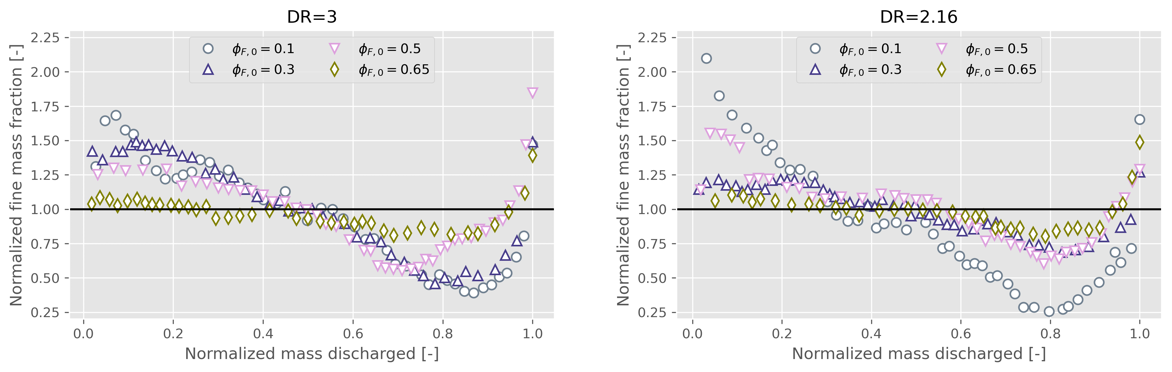 DR=3
Normalized fine mass fraction [-]
2.25
2.00
1.75
1.50
1.25
1.00
0.75
0.50
0.25
ϕF, 0 = 0.1
ϕF, 0 = 0.3
ϕF, 0 = 0.5
ϕF, 0 = 0.65
0.0 0.2 0.4 0.6 0.8 1.0
Normalized mass discharged [-]
DR=2.16
Normalized fine mass fraction [-]
2.25
2.00
1.75
1.50
1.25
1.00
0.75
0.50
0.25
ϕF, 0 = 0.1
ϕF, 0 = 0.3
ϕF, 0 = 0.5
ϕF, 0 = 0.65
0.0 0.2 0.4 0.6 0.8 1.0
Normalized mass discharged [-]